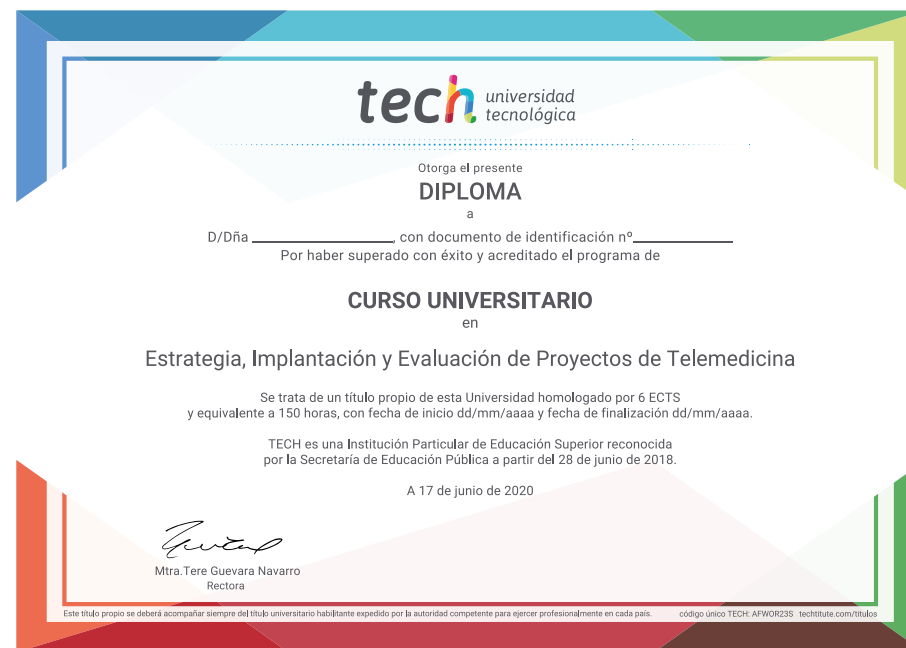 tech universidad
tecnológica
Otorga el presente
DIPLOMA
a
D/Dña ____________________, con documento de identificación nº______________
Por haber superado con éxito y acreditado el programa de
CURSO UNIVERSITARIO
en
Estrategia, Implantación y Evaluación de Proyectos de Telemedicina
Se trata de un título propio de esta Universidad homologado por 6 ECTS
y equivalente a 150 horas, con fecha de inicio dd/mm/aaaa y fecha de finalización dd/mm/aaaa.
TECH es una Institución Particular de Educación Superior reconocida
por la Secretaría de Educación Pública a partir del 28 de junio de 2018.
A 17 de junio de 2020
Mtra.Tere Guevara Navarro
Rectora
Este título propio se deberá acompañar siempre del título universitario habilitante expedido por la autoridad competente para ejercer profesionalmente en cada país. código único TECH: AFWOR23S techtitute.com/titulos